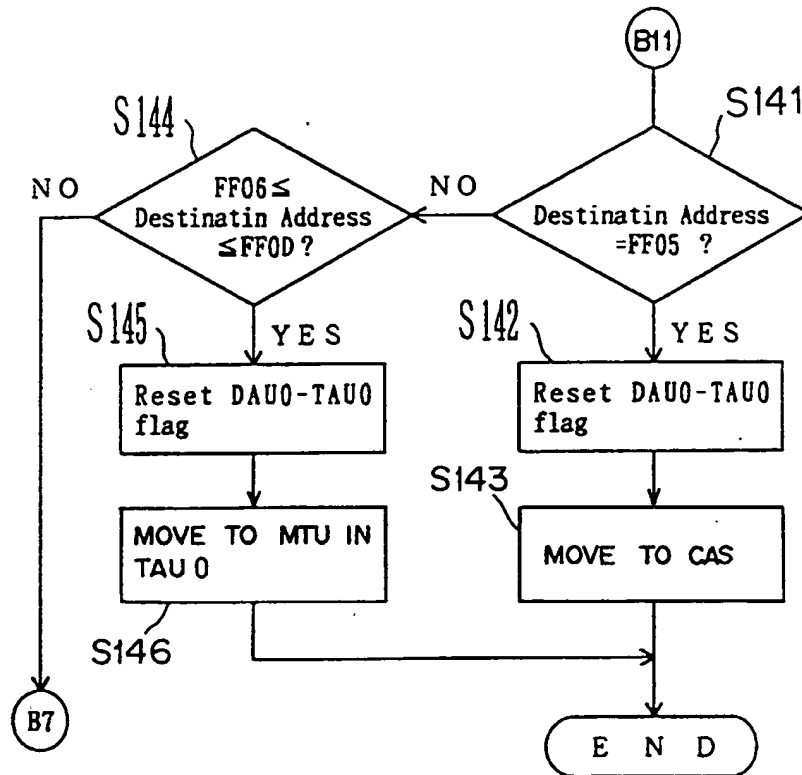 B11
S141
S144
Destinatin Address
=FF05 ?
NO
FF06≤
Destinatin Address
≤FF0D?
NO
YES
S142
Reset DAU0-TAU0
flag
S143
MOVE TO CAS
YES
S145
Reset DAU0-TAU0
flag
MOVE TO MTU IN
TAU 0
S146
B7
END